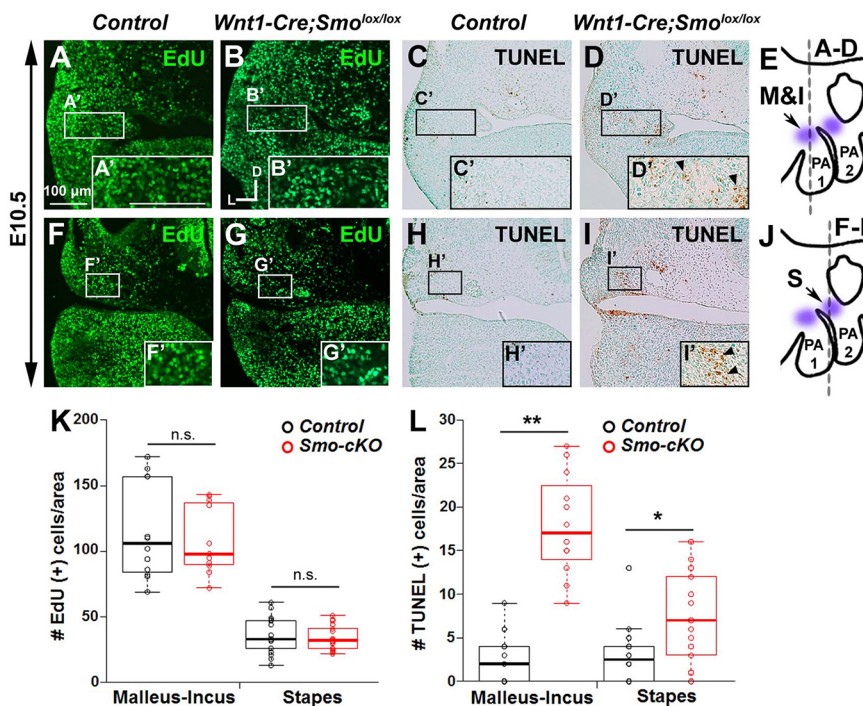 Control Wnt1-Cre;Smo^lox/lox Control Wnt1-Cre;Smo^lox/lox
E10.5
A EdU
A'
A'
100 µm
B EdU
B'
B'
D
L
C TUNEL
C'
C'
D TUNEL
D'
D'
E A-D
M&I
PA 1
PA 2
F EdU
F'
F'
G EdU
G'
G'
H TUNEL
H'
H'
I TUNEL
I'
I'
J F-I
S
PA 1
PA 2
K
# EdU (+) cells/area
200
150
100
50
0
n.s.
n.s.
Control
Smo-cKO
Malleus-Incus Stapes
L
# TUNEL (+) cells/area
30
25
20
15
10
5
0
**
*
Control
Smo-cKO
Malleus-Incus Stapes